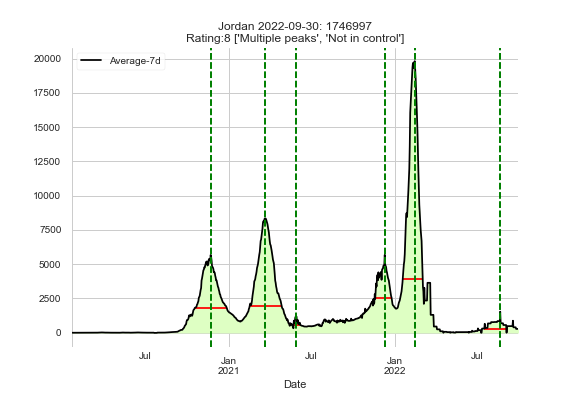 Jordan 2022-09-30: 1746997
Rating:8 ['Multiple peaks', 'Not in control']
Average-7d
20000
17500
15000
12500
10000
7500
5000
2500
0
Jul
Jan
2021
Jul
Jan
2022
Jul
Date